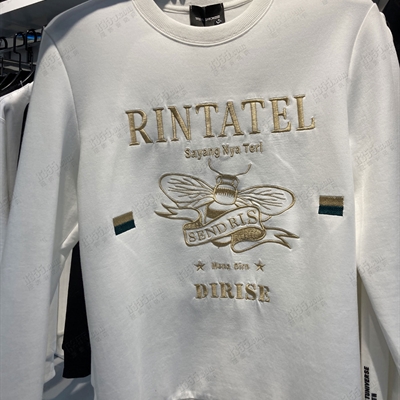 RINTATEL
Sayang Nya Teri
SENDRIS
DIRISE